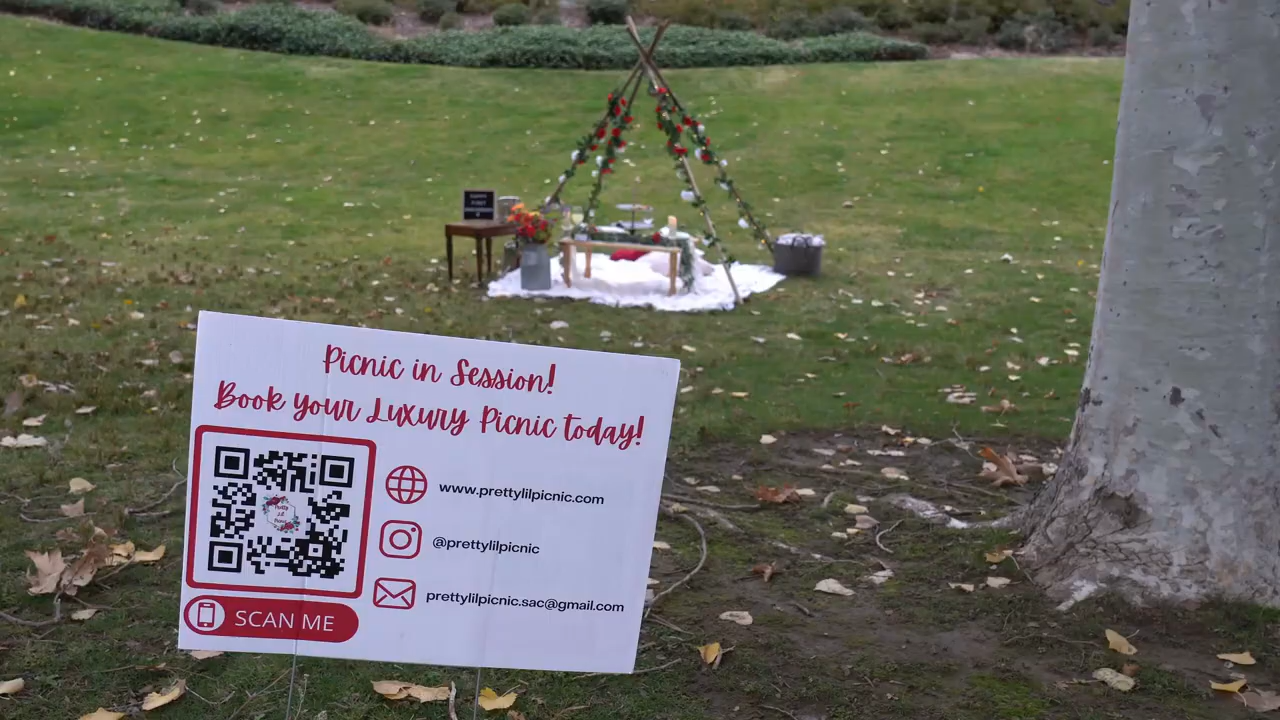 Picnic in Session!
Book your Luxury Picnic today!
www.prettylilpicnic.com
@prettylilpicnic
prettylilpicnic.sac@gmail.com
SCAN ME